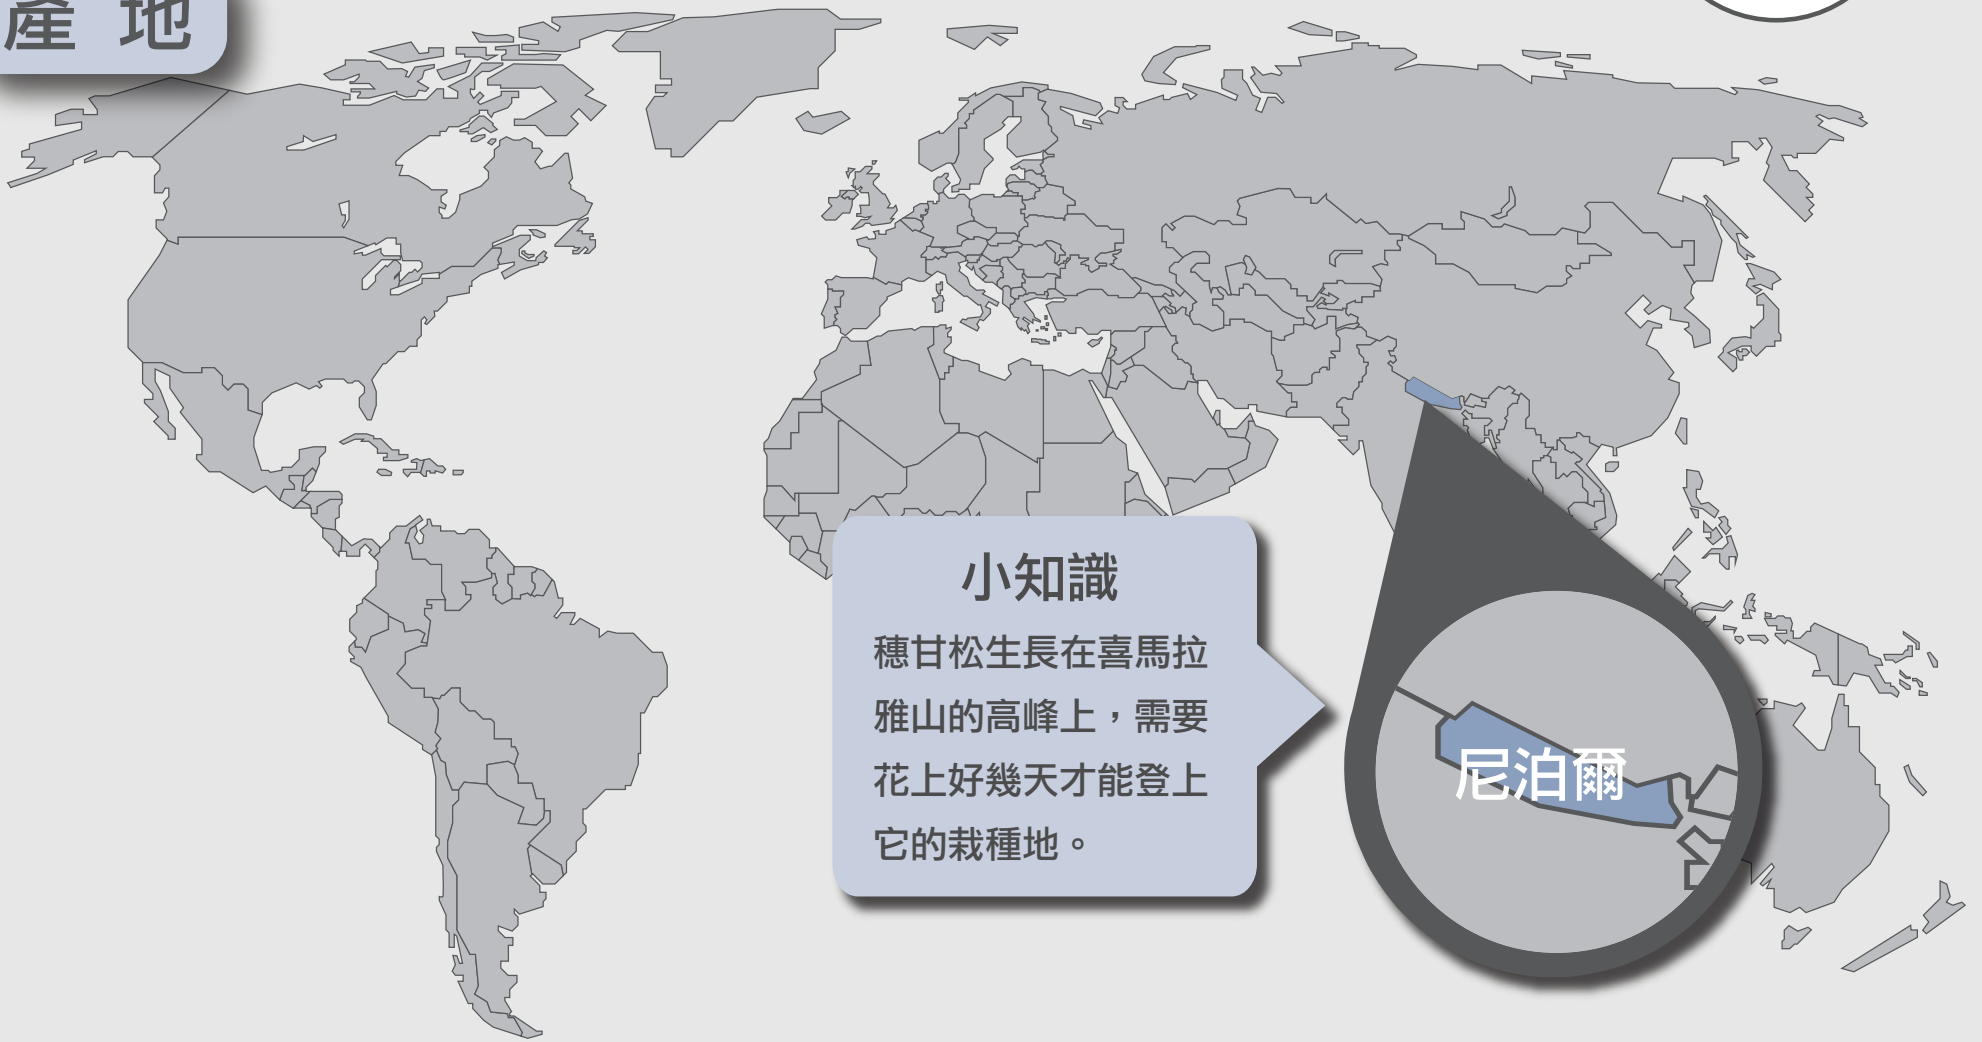 產 地
小知識
穗甘松生長在喜馬拉
雅山的高峰上，需要
花上好幾天才能登上
它的栽種地。
尼泊爾